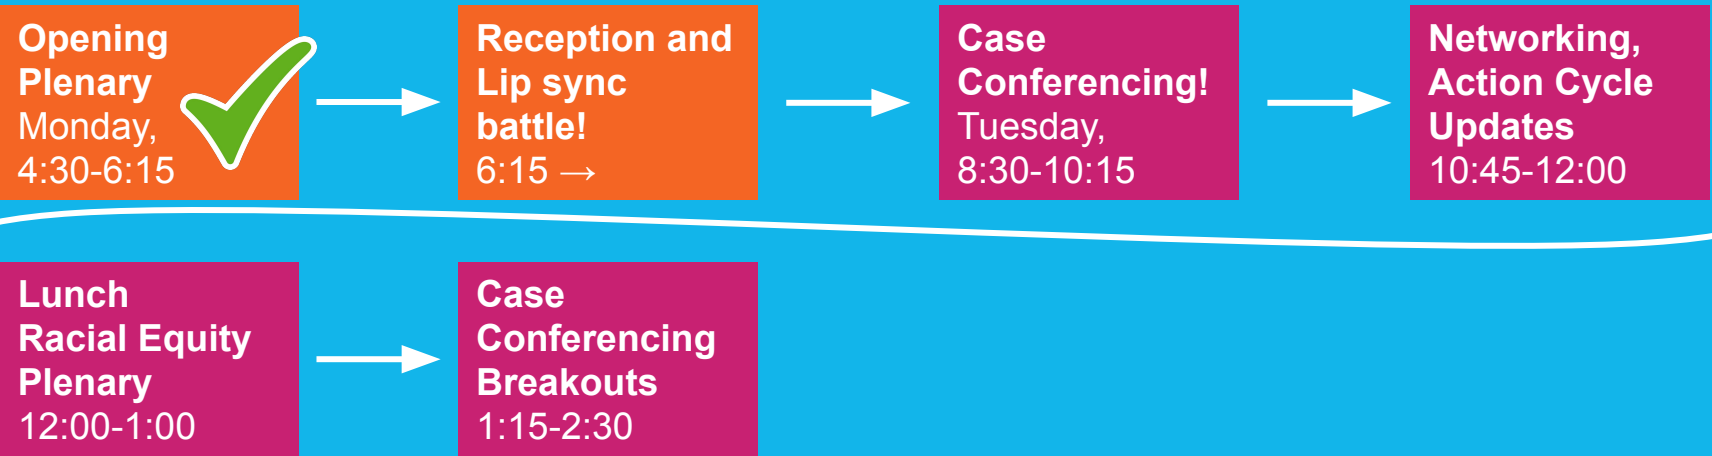 Opening
Plenary
Monday,
4:30-6:15
Reception and
Lip sync
battle!
6:15 →
Case
Conferencing!
Tuesday,
8:30-10:15
Networking,
Action Cycle
Updates
10:45-12:00
Lunch
Racial Equity
Plenary
12:00-1:00
Case
Conferencing
Breakouts
1:15-2:30